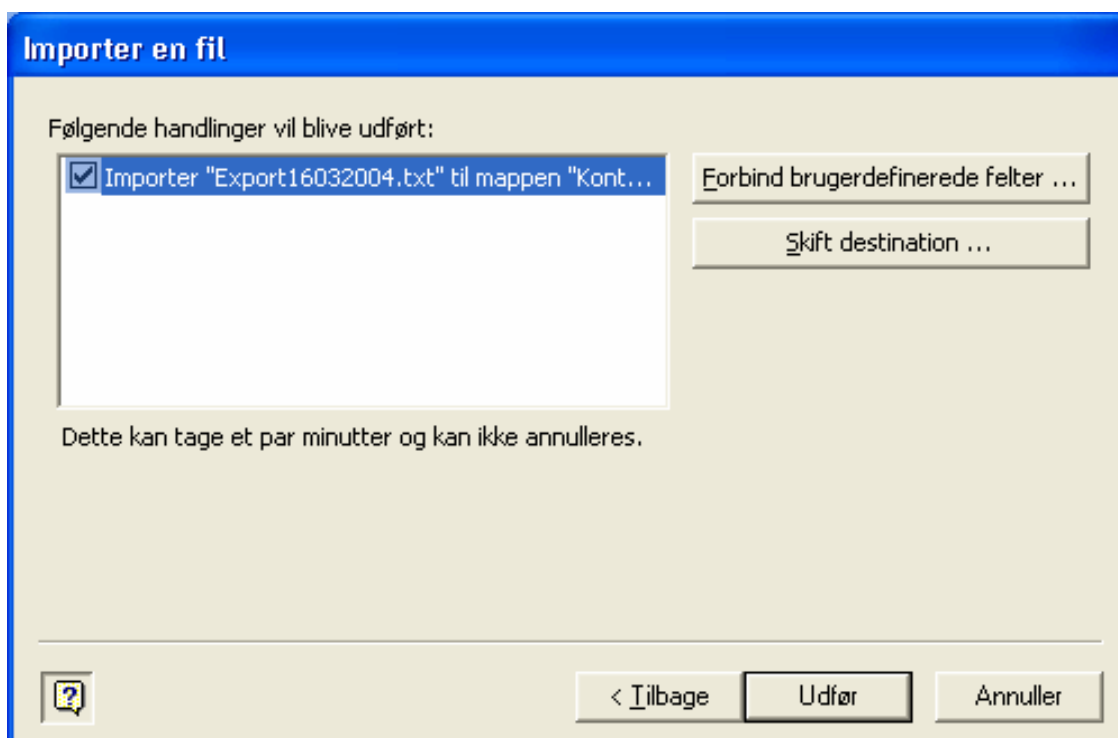 Importer en fil
Følgende handlinger vil blive udført:
Importer "Export16032004.txt" til mappen "Kont...
Forbind brugerdefinerede felter ...
Skift destination ...
Dette kan tage et par minutter og kan ikke annulleres.
?
< Tilbage
Udfør
Annuller